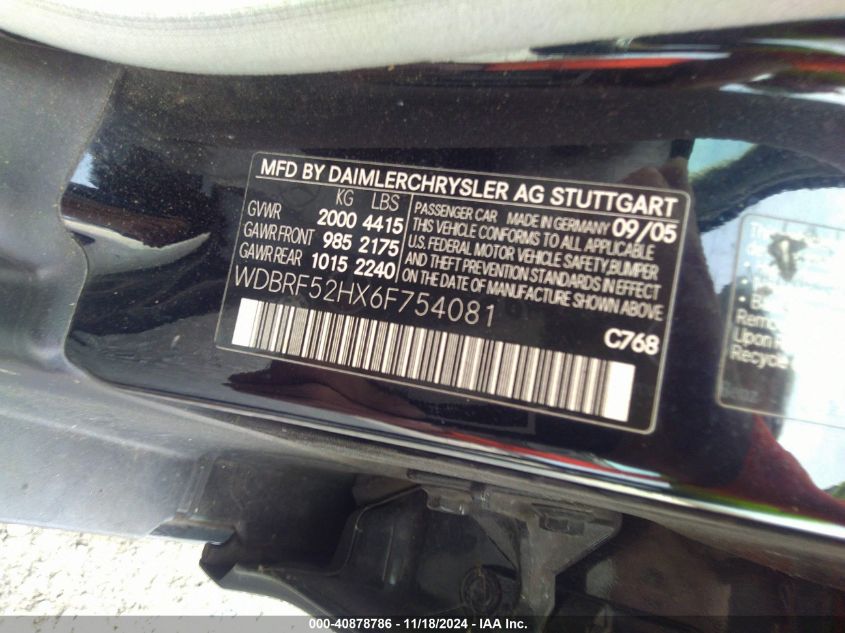 MFD BY DAIMLERCHRYSLER AG STUTTGART
KG LBS
GVWR 2000 4415
GAWR FRONT 985 2175
GAWR REAR 1015 2240
PASSENGER CAR MADE IN GERMANY 09/05
THIS VEHICLE CONFORMS TO ALL APPLICABLE
U.S. FEDERAL MOTOR VEHICLE SAFETY, BUMPER
AND THEFT PREVENTION STANDARDS IN EFFECT
ON THE DATE OF MANUFACTURE SHOWN ABOVE
WDBRF52HX6F754081
C768
Upon
Recycle
000-40878786 - 11/18/2024 - IAA Inc.